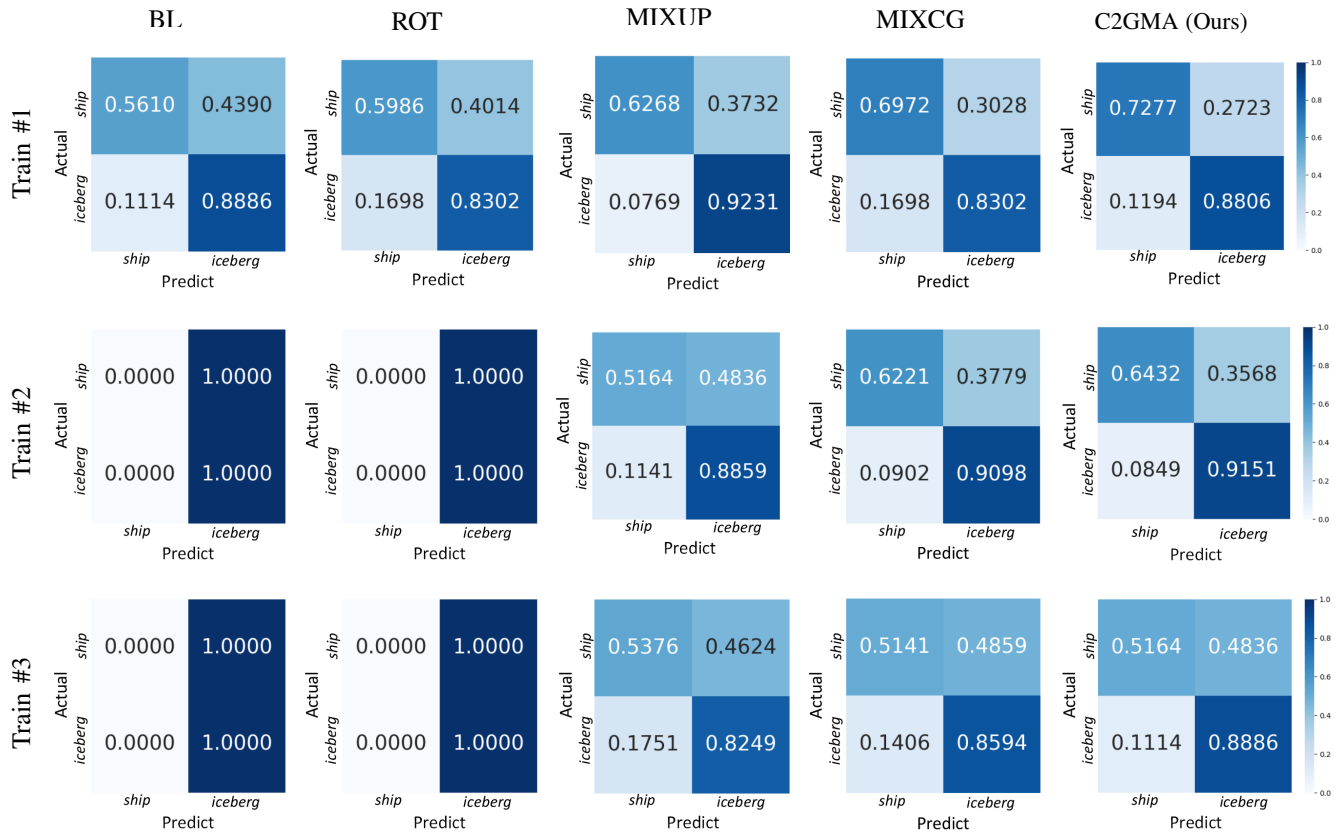 BL ROT MIXUP MIXCG C2GMA (Ours)
Train #1
Actual ship 0.5610 0.4390
iceberg 0.1114 0.8886
ship iceberg
Predict
Actual ship 0.5986 0.4014
iceberg 0.1698 0.8302
ship iceberg
Predict
Actual ship 0.6268 0.3732
iceberg 0.0769 0.9231
ship iceberg
Predict
Actual ship 0.6972 0.3028
iceberg 0.1698 0.8302
ship iceberg
Predict
Actual ship 0.7277 0.2723
iceberg 0.1194 0.8806
ship iceberg
Predict
1.0
0.8
0.6
0.4
0.2
0.0
Train #2
Actual ship 0.0000 1.0000
iceberg 0.0000 1.0000
ship iceberg
Predict
Actual ship 0.0000 1.0000
iceberg 0.0000 1.0000
ship iceberg
Predict
Actual ship 0.5164 0.4836
iceberg 0.1141 0.8859
ship iceberg
Predict
Actual ship 0.6221 0.3779
iceberg 0.0902 0.9098
ship iceberg
Predict
Actual ship 0.6432 0.3568
iceberg 0.0849 0.9151
ship iceberg
Predict
1.0
0.8
0.6
0.4
0.2
0.0
Train #3
Actual ship 0.0000 1.0000
iceberg 0.0000 1.0000
ship iceberg
Predict
Actual ship 0.0000 1.0000
iceberg 0.0000 1.0000
ship iceberg
Predict
Actual ship 0.5376 0.4624
iceberg 0.1751 0.8249
ship iceberg
Predict
Actual ship 0.5141 0.4859
iceberg 0.1406 0.8594
ship iceberg
Predict
Actual ship 0.5164 0.4836
iceberg 0.1114 0.8886
ship iceberg
Predict
1.0
0.8
0.6
0.4
0.2
0.0